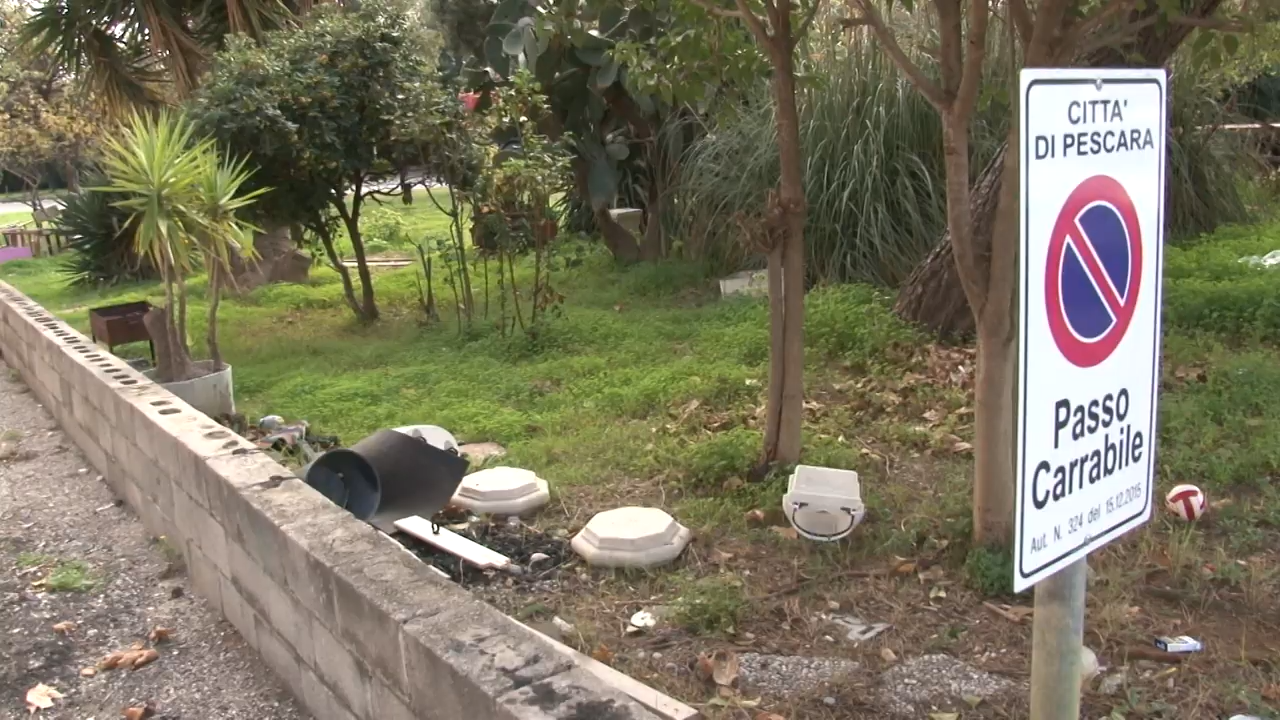 CITTA'
DI PESCARA
Passo
Carrabile
Aut. N. 324 del 15.12.2015